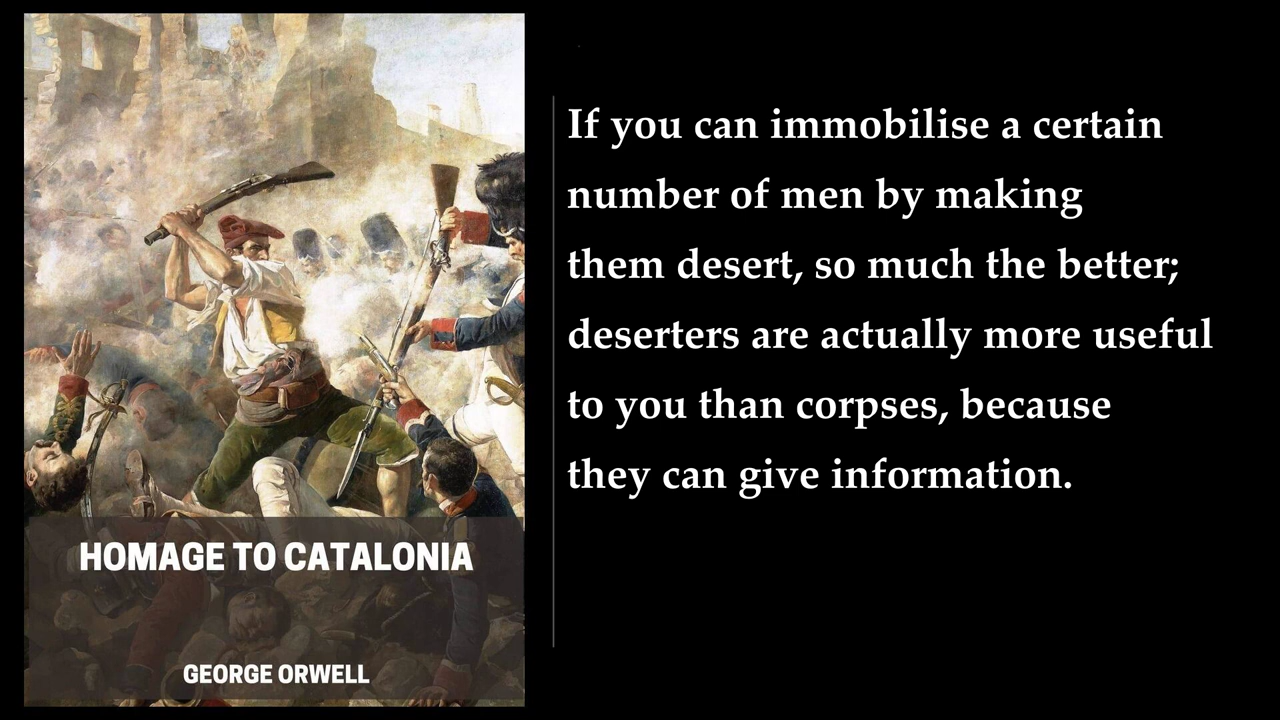 HOMAGE TO CATALONIA
GEORGE ORWELL
If you can immobilise a certain
number of men by making
them desert, so much the better;
deserters are actually more useful
to you than corpses, because
they can give information.